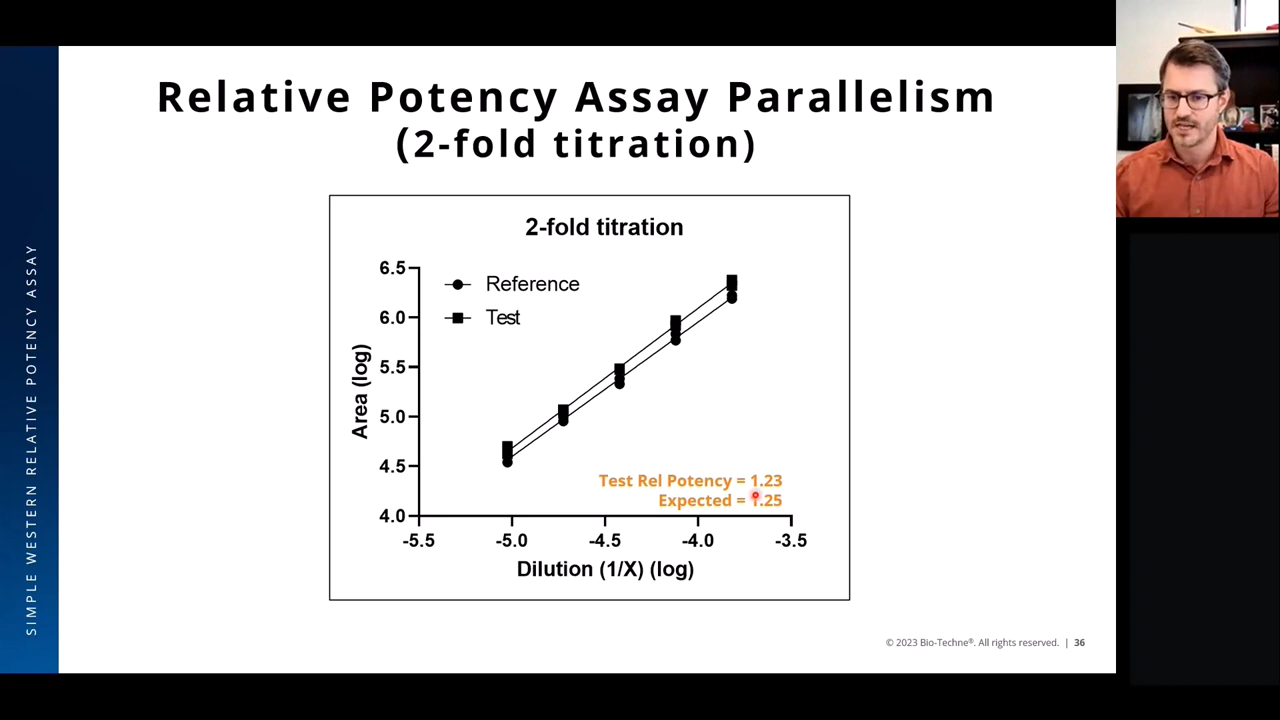 SIMPLE WESTERN RELATIVE POTENCY ASSAY
Relative Potency Assay Parallelism
(2-fold titration)
2-fold titration
Reference
Test
Area (log)
6.5
6.0
5.5
5.0
4.5
4.0
Test Rel Potency = 1.23
Expected = 1.25
-5.5 -5.0 -4.5 -4.0 -3.5
Dilution (1/X) (log)
© 2023 Bio-Techne®. All rights reserved. | 36